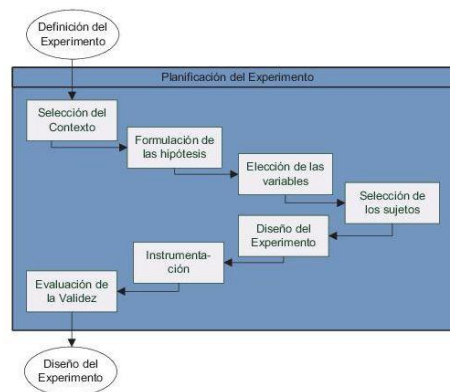 Definición del
Experimento
Planificación del Experimento
Selección del
Contexto
Formulación de
las hipótesis
Elección de las
variables
Selección de
los sujetos
Diseño del
Experimento
Instrumenta-
ción
Evaluación de
la Validez
Diseño del
Experimento